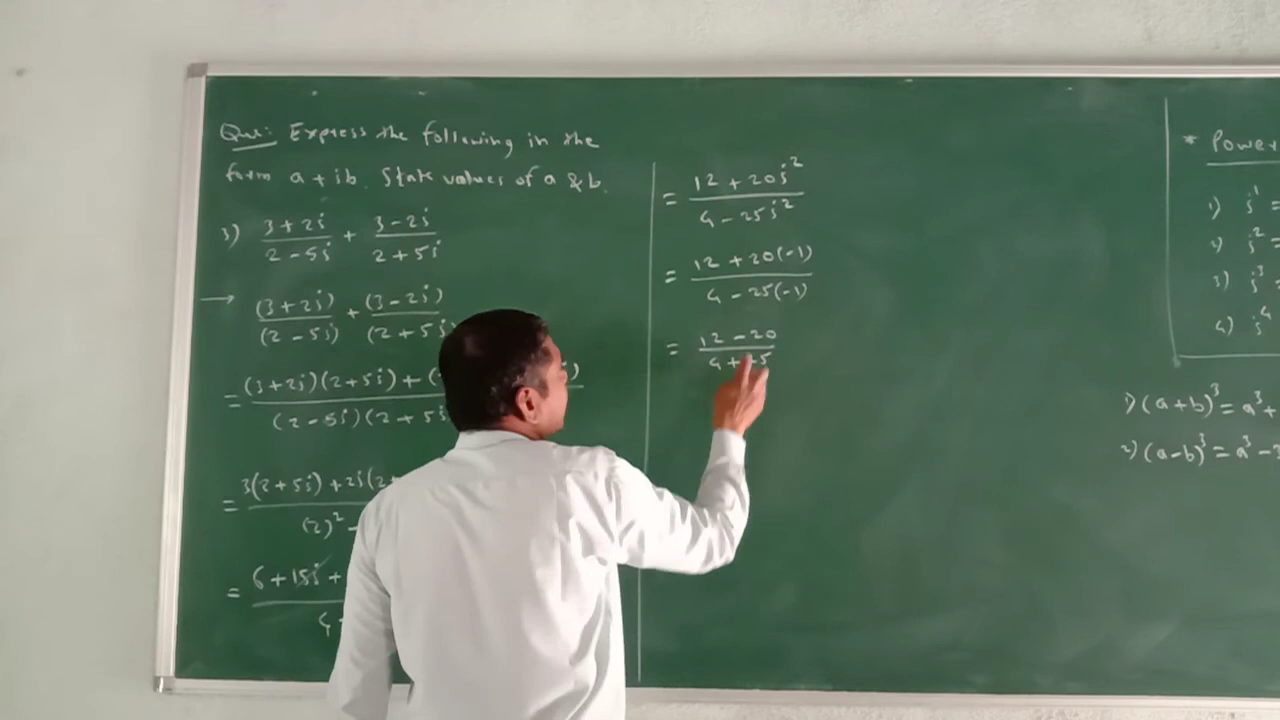 Que: Express the following in the
form a + ib. State values of a & b.
3) (3+2i)/(2-5i) + (3-2i)/(2+5i)
→ (3+2i)/(2-5i) + (3-2i)/(2+5i
= (3+2i)(2+5i) + ( )
(2-5i)(2+5i
= 3(2+5i) + 2i(2+
(2)² -
= 6+15i +
4
= (12 + 20i²)/(4 - 25i²)
= (12 + 20(-1))/(4 - 25(-1))
= (12 - 20)/(4 + 25)
* Power
1) i¹ =
2) i² =
3) i³ =
4) i⁴
1) (a+b)³ = a³ +
2) (a-b)³ = a³ - 3